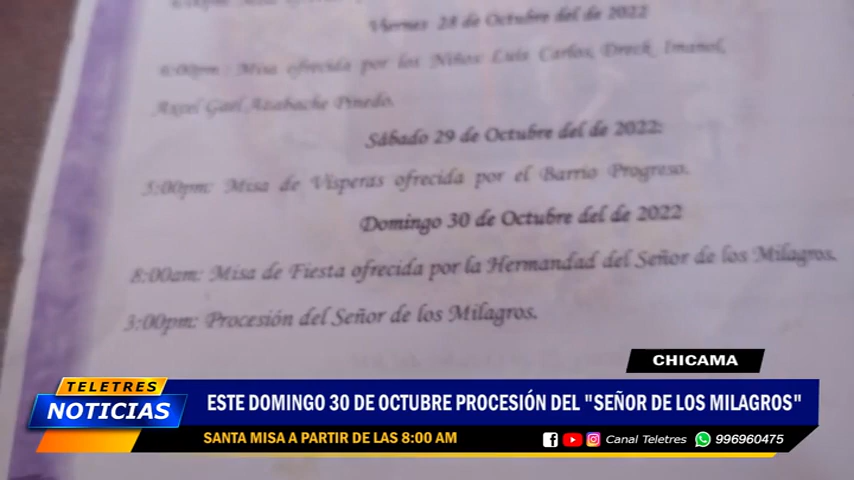 Viernes 28 de Octubre del de 2022
6:00pm : Misa ofrecida por los Niños: Luis Carlos, Dreck, Imanol,
Axcel Gael Azabache Pinedo.
Sábado 29 de Octubre del de 2022:
5:00pm: Misa de Vísperas ofrecida por el Barrio Progreso.
Domingo 30 de Octubre del de 2022
8:00am: Misa de Fiesta ofrecida por la Hermandad del Señor de los Milagros.
3:00pm: Procesión del Señor de los Milagros.
CHICAMA
TELETRES
NOTICIAS
ESTE DOMINGO 30 DE OCTUBRE PROCESIÓN DEL "SEÑOR DE LOS MILAGROS"
SANTA MISA A PARTIR DE LAS 8:00 AM
Canal Teletres 996960475